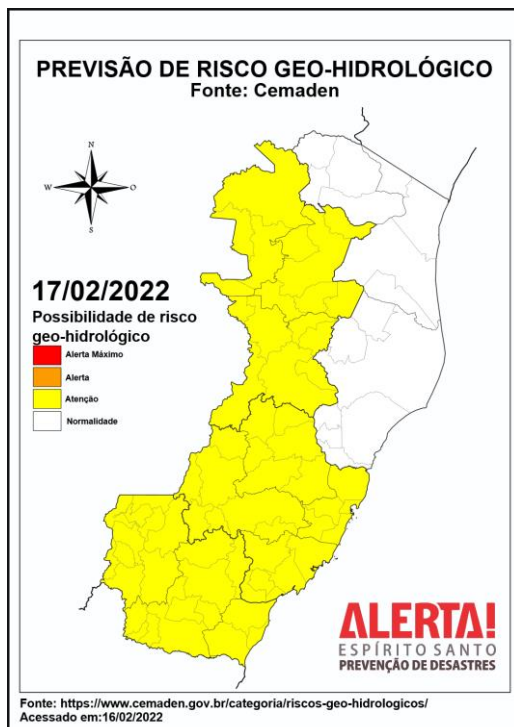 PREVISÃO DE RISCO GEO-HIDROLÓGICO
Fonte: Cemaden
N
W
O
S
17/02/2022
Possibilidade de risco
geo-hidrológico
Alerta Máximo
Alerta
Atenção
Normalidade
ALERTA!
ESPÍRITO SANTO
PREVENÇÃO DE DESASTRES
Fonte: https://www.cemaden.gov.br/categoria/riscos-geo-hidrologicos/
Acessado em:16/02/2022